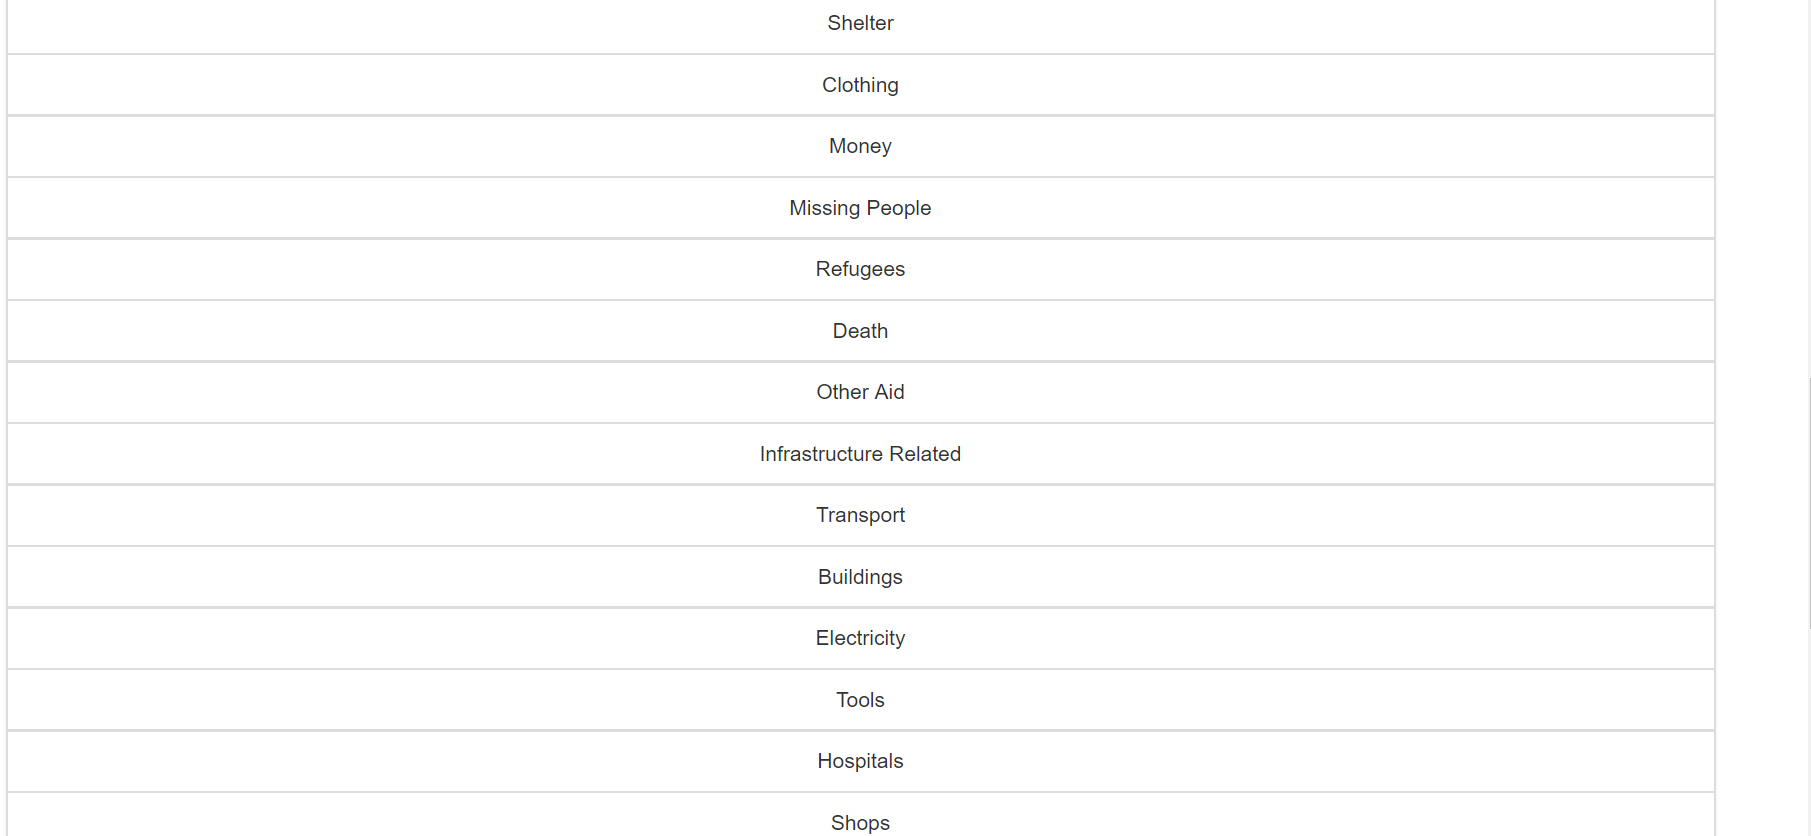 Shelter
Clothing
Money
Missing People
Refugees
Death
Other Aid
Infrastructure Related
Transport
Buildings
Electricity
Tools
Hospitals
Shops